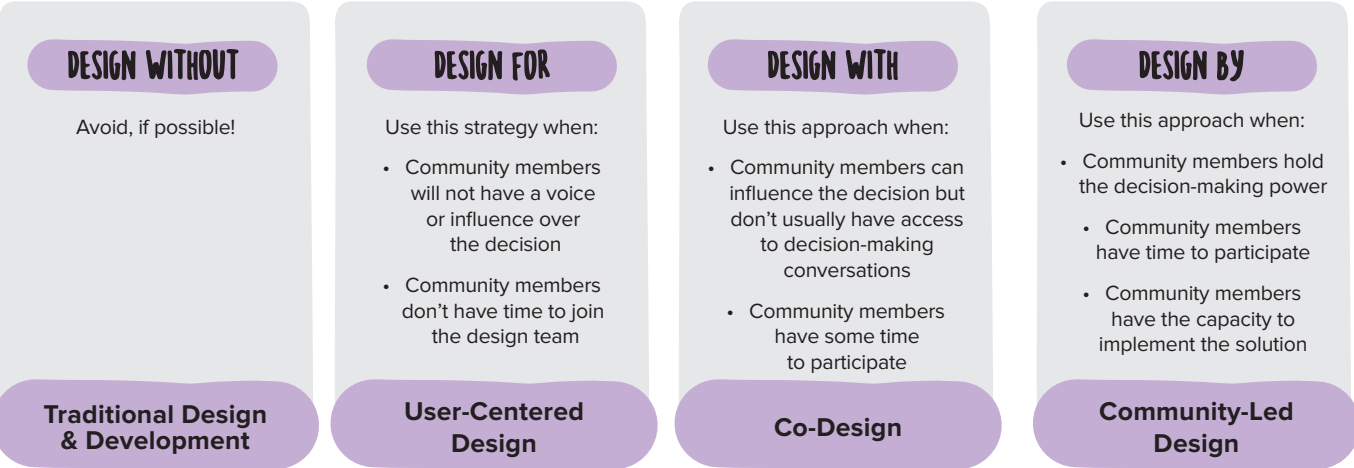 DESIGN WITHOUT
Avoid, if possible!
Traditional Design
& Development
DESIGN FOR
Use this strategy when:
• Community members
will not have a voice
or influence over
the decision
• Community members
don’t have time to join
the design team
User-Centered
Design
DESIGN WITH
Use this approach when:
• Community members can
influence the decision but
don’t usually have access
to decision-making
conversations
• Community members
have some time
to participate
Co-Design
DESIGN BY
Use this approach when:
• Community members hold
the decision-making power
• Community members
have time to participate
• Community members
have the capacity to
implement the solution
Community-Led
Design